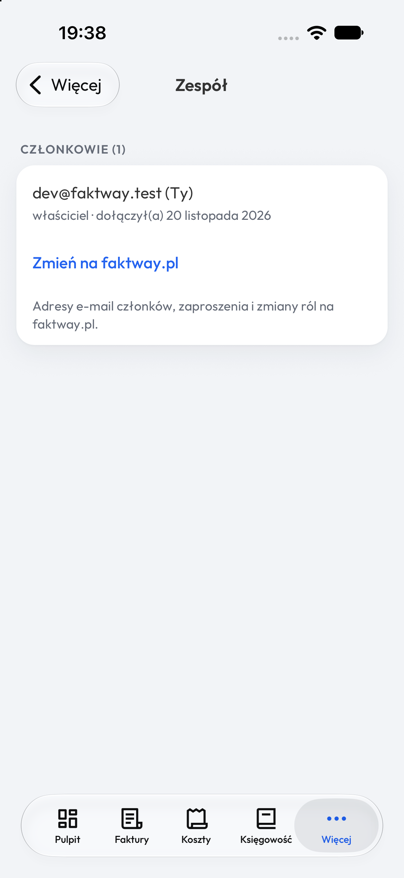 19:38
Więcej
Zespół
CZŁONKOWIE (1)
dev@faktway.test (Ty)
właściciel · dołączył(a) 20 listopada 2026
Zmień na faktway.pl
Adresy e-mail członków, zaproszenia i zmiany ról na
faktway.pl.
Pulpit
Faktury
Koszty
Księgowość
Więcej